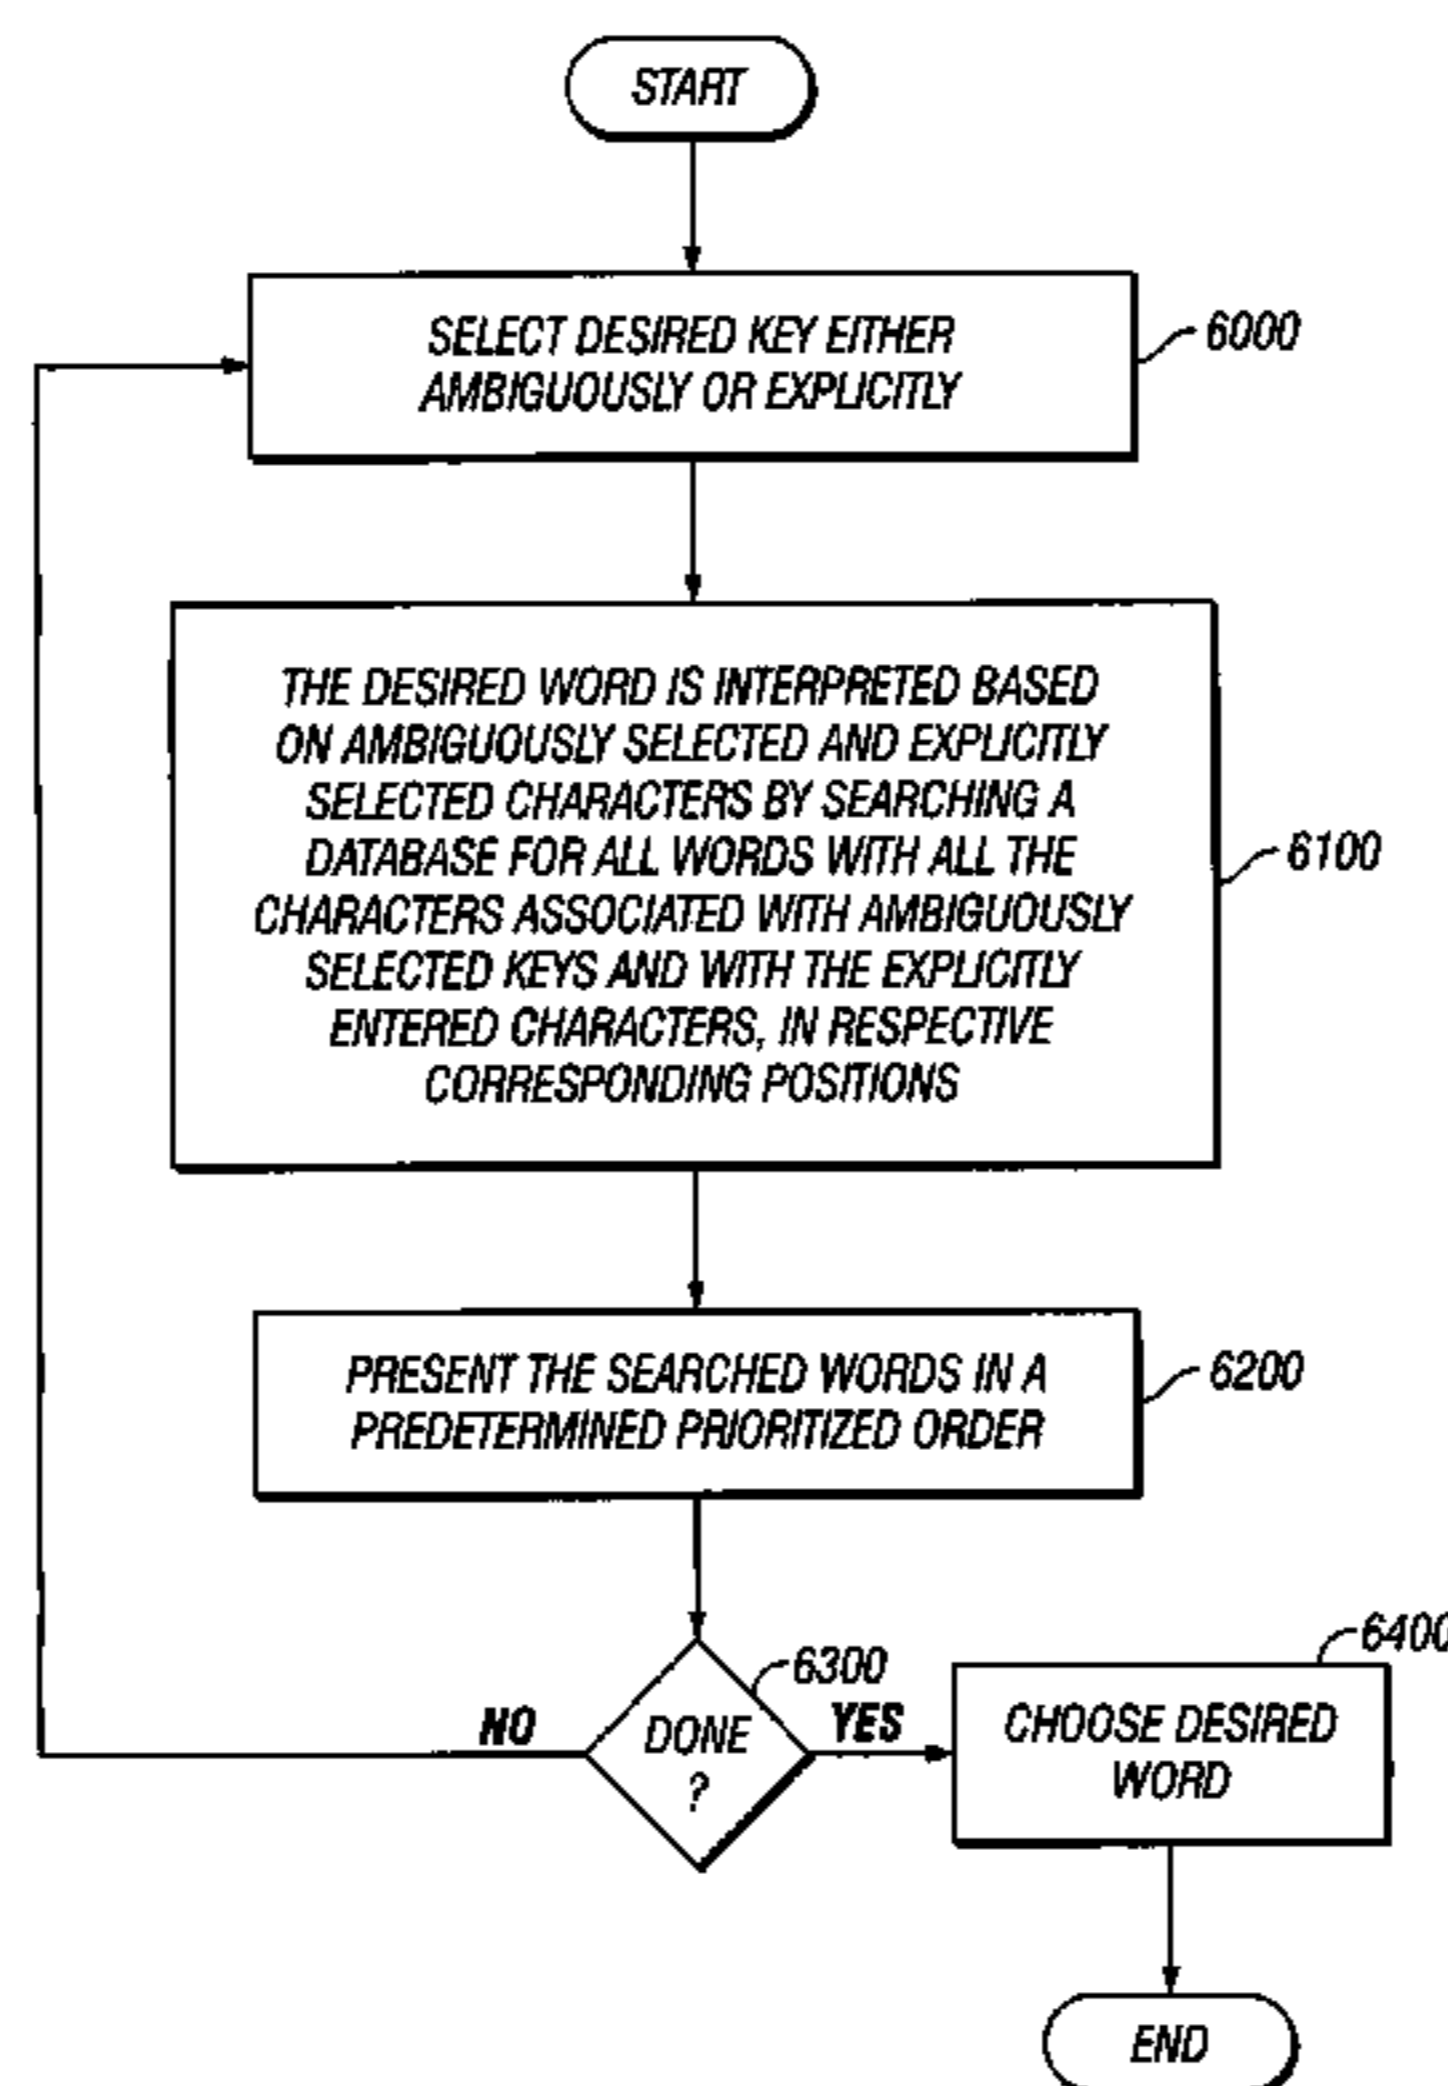 START
SELECT DESIRED KEY EITHER
AMBIGUOUSLY OR EXPLICITLY
6000
THE DESIRED WORD IS INTERPRETED BASED
ON AMBIGUOUSLY SELECTED AND EXPLICITLY
SELECTED CHARACTERS BY SEARCHING A
DATABASE FOR ALL WORDS WITH ALL THE
CHARACTERS ASSOCIATED WITH AMBIGUOUSLY
SELECTED KEYS AND WITH THE EXPLICITLY
ENTERED CHARACTERS, IN RESPECTIVE
CORRESPONDING POSITIONS
6100
PRESENT THE SEARCHED WORDS IN A
PREDETERMINED PRIORITIZED ORDER
6200
6300
DONE
?
NO
YES
6400
CHOOSE DESIRED
WORD
END